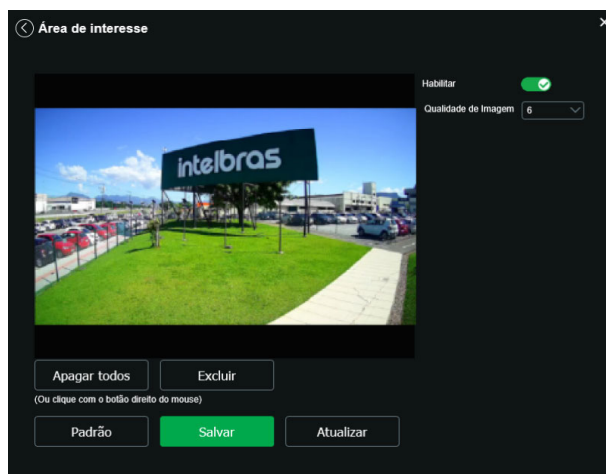 Área de interesse
Habilitar
Qualidade de Imagem 6
intelbras
Apagar todos Excluir
(Ou clique com o botão direito do mouse)
Padrão Salvar Atualizar